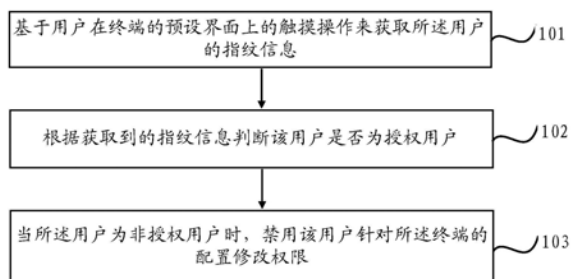 基于用户在终端的预设界面上的触摸操作来获取所述用户
的指纹信息
101
根据获取到的指纹信息判断该用户是否为授权用户
102
当所述用户为非授权用户时，禁用该用户针对所述终端的
配置修改权限
103